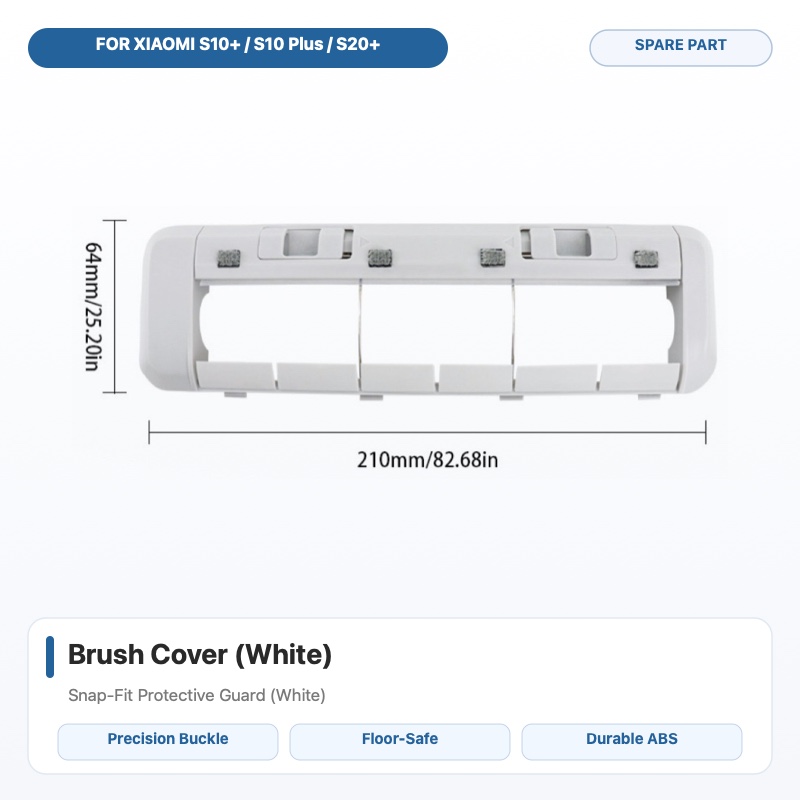 FOR XIAOMI S10+ / S10 Plus / S20+
SPARE PART
64mm/25.20in
210mm/82.68in
Brush Cover (White)
Snap-Fit Protective Guard (White)
Precision Buckle
Floor-Safe
Durable ABS